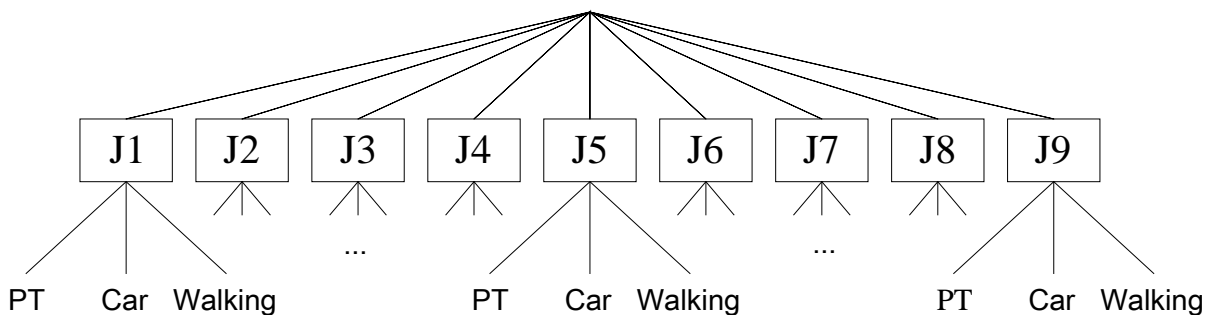 J1 J2 J3 J4 J5 J6 J7 J8 J9
... ...
PT Car Walking PT Car Walking PT Car Walking